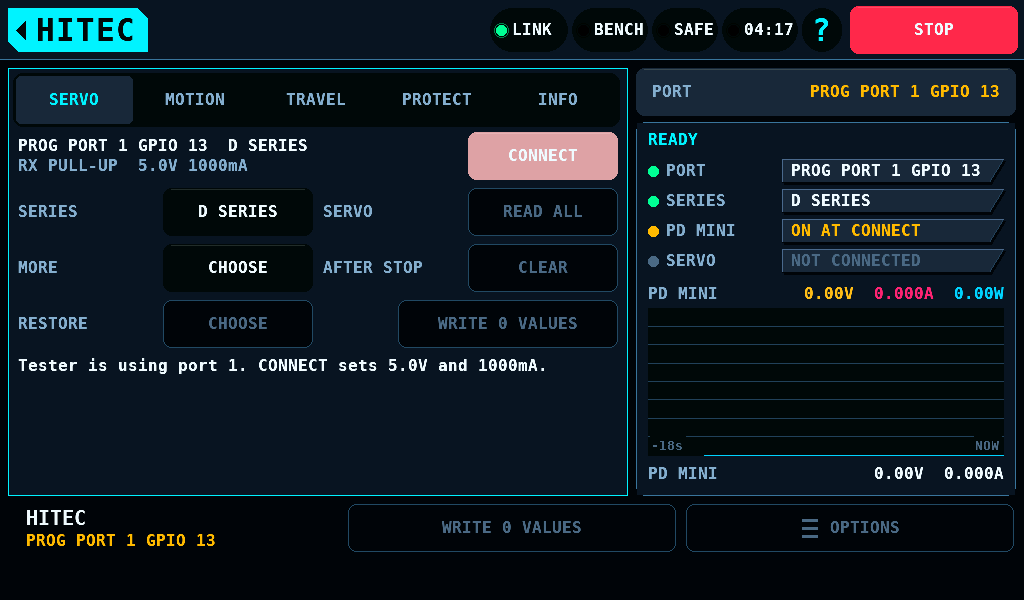 HITEC
LINK
BENCH
SAFE
04:17
?
STOP
SERVO
MOTION
TRAVEL
PROTECT
INFO
PROG PORT 1 GPIO 13  D SERIES
RX PULL-UP  5.0V 1000mA
CONNECT
SERIES
D SERIES
SERVO
READ ALL
MORE
CHOOSE
AFTER STOP
CLEAR
RESTORE
CHOOSE
WRITE 0 VALUES
Tester is using port 1. CONNECT sets 5.0V and 1000mA.
PORT
PROG PORT 1 GPIO 13
READY
PORT
PROG PORT 1 GPIO 13
SERIES
D SERIES
PD MINI
ON AT CONNECT
SERVO
NOT CONNECTED
PD MINI
0.00V
0.000A
0.00W
-18s
NOW
PD MINI
0.00V
0.000A
HITEC
PROG PORT 1 GPIO 13
WRITE 0 VALUES
OPTIONS